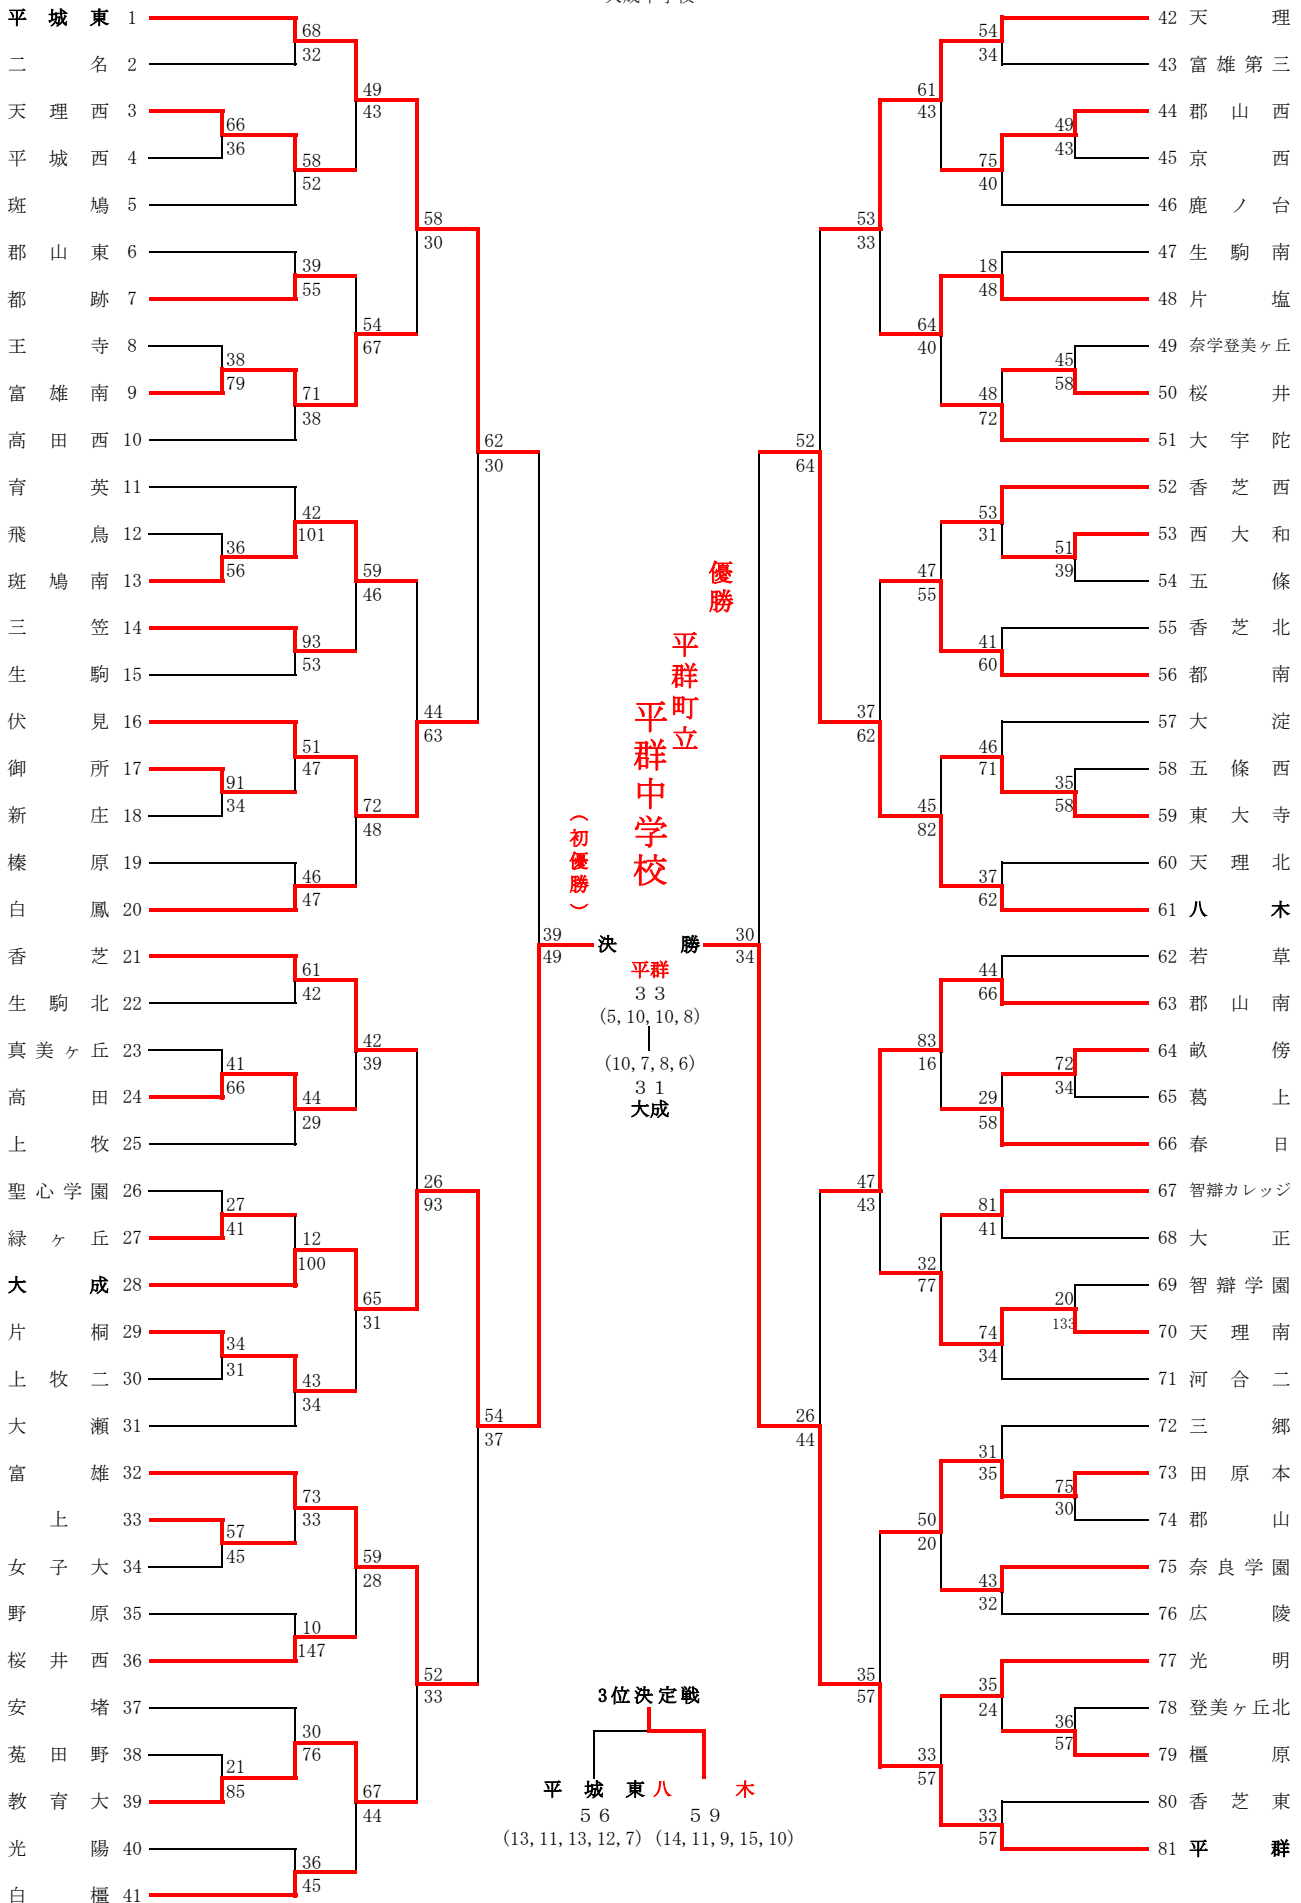 平城東 1
二名 2
天理西 3
平城西 4
斑鳩 5
郡山東 6
都跡 7
王寺 8
富雄南 9
高田西 10
育英 11
飛鳥 12
斑鳩南 13
三笠 14
生駒 15
伏見 16
御所 17
新庄 18
榛原 19
白鳳 20
香芝 21
生駒北 22
真美ヶ丘 23
高田 24
上牧 25
聖心学園 26
緑ヶ丘 27
大成 28
片桐 29
上牧二 30
大瀬 31
富雄 32
上 33
女子大 34
野原 35
桜井西 36
安堵 37
菟田野 38
教育大 39
光陽 40
白橿 41
68
32
66
36
58
52
49
43
39
55
38
79
71
38
54
67
58
30
36
56
42
101
93
53
59
46
91
34
51
47
46
47
72
48
44
63
62
30
61
42
41
66
44
29
42
39
27
41
12
100
34
31
43
34
65
31
26
93
57
45
73
33
10
147
59
28
21
85
30
76
36
45
67
44
52
33
54
37
39
49
優勝
平群町立
平群中学校
(初優勝)
決勝
平群
33
(5,10,10,8)
(10,7,8,6)
31
大成
3位決定戦
平城東 八木
56 59
(13,11,13,12,7) (14,11,9,15,10)
30
34
52
64
53
33
61
43
54
34
49
43
75
40
18
48
45
58
48
72
64
40
53
31
51
39
41
60
47
55
46
71
35
58
37
62
45
82
37
62
44
66
72
34
29
58
83
16
81
41
20
133
74
34
32
77
47
43
31
35
75
30
43
32
50
20
35
24
36
57
33
57
33
57
35
57
26
44
42 天理
43 富雄第三
44 郡山西
45 京西
46 鹿ノ台
47 生駒南
48 片塩
49 奈学登美ヶ丘
50 桜井
51 大宇陀
52 香芝西
53 西大和
54 五條
55 香芝北
56 都南
57 大淀
58 五條西
59 東大寺
60 天理北
61 八木
62 若草
63 郡山南
64 畝傍
65 葛上
66 春日
67 智辯カレッジ
68 大正
69 智辯学園
70 天理南
71 河合二
72 三郷
73 田原本
74 郡山
75 奈良学園
76 広陵
77 光明
78 登美ヶ丘北
79 橿原
80 香芝東
81 平群